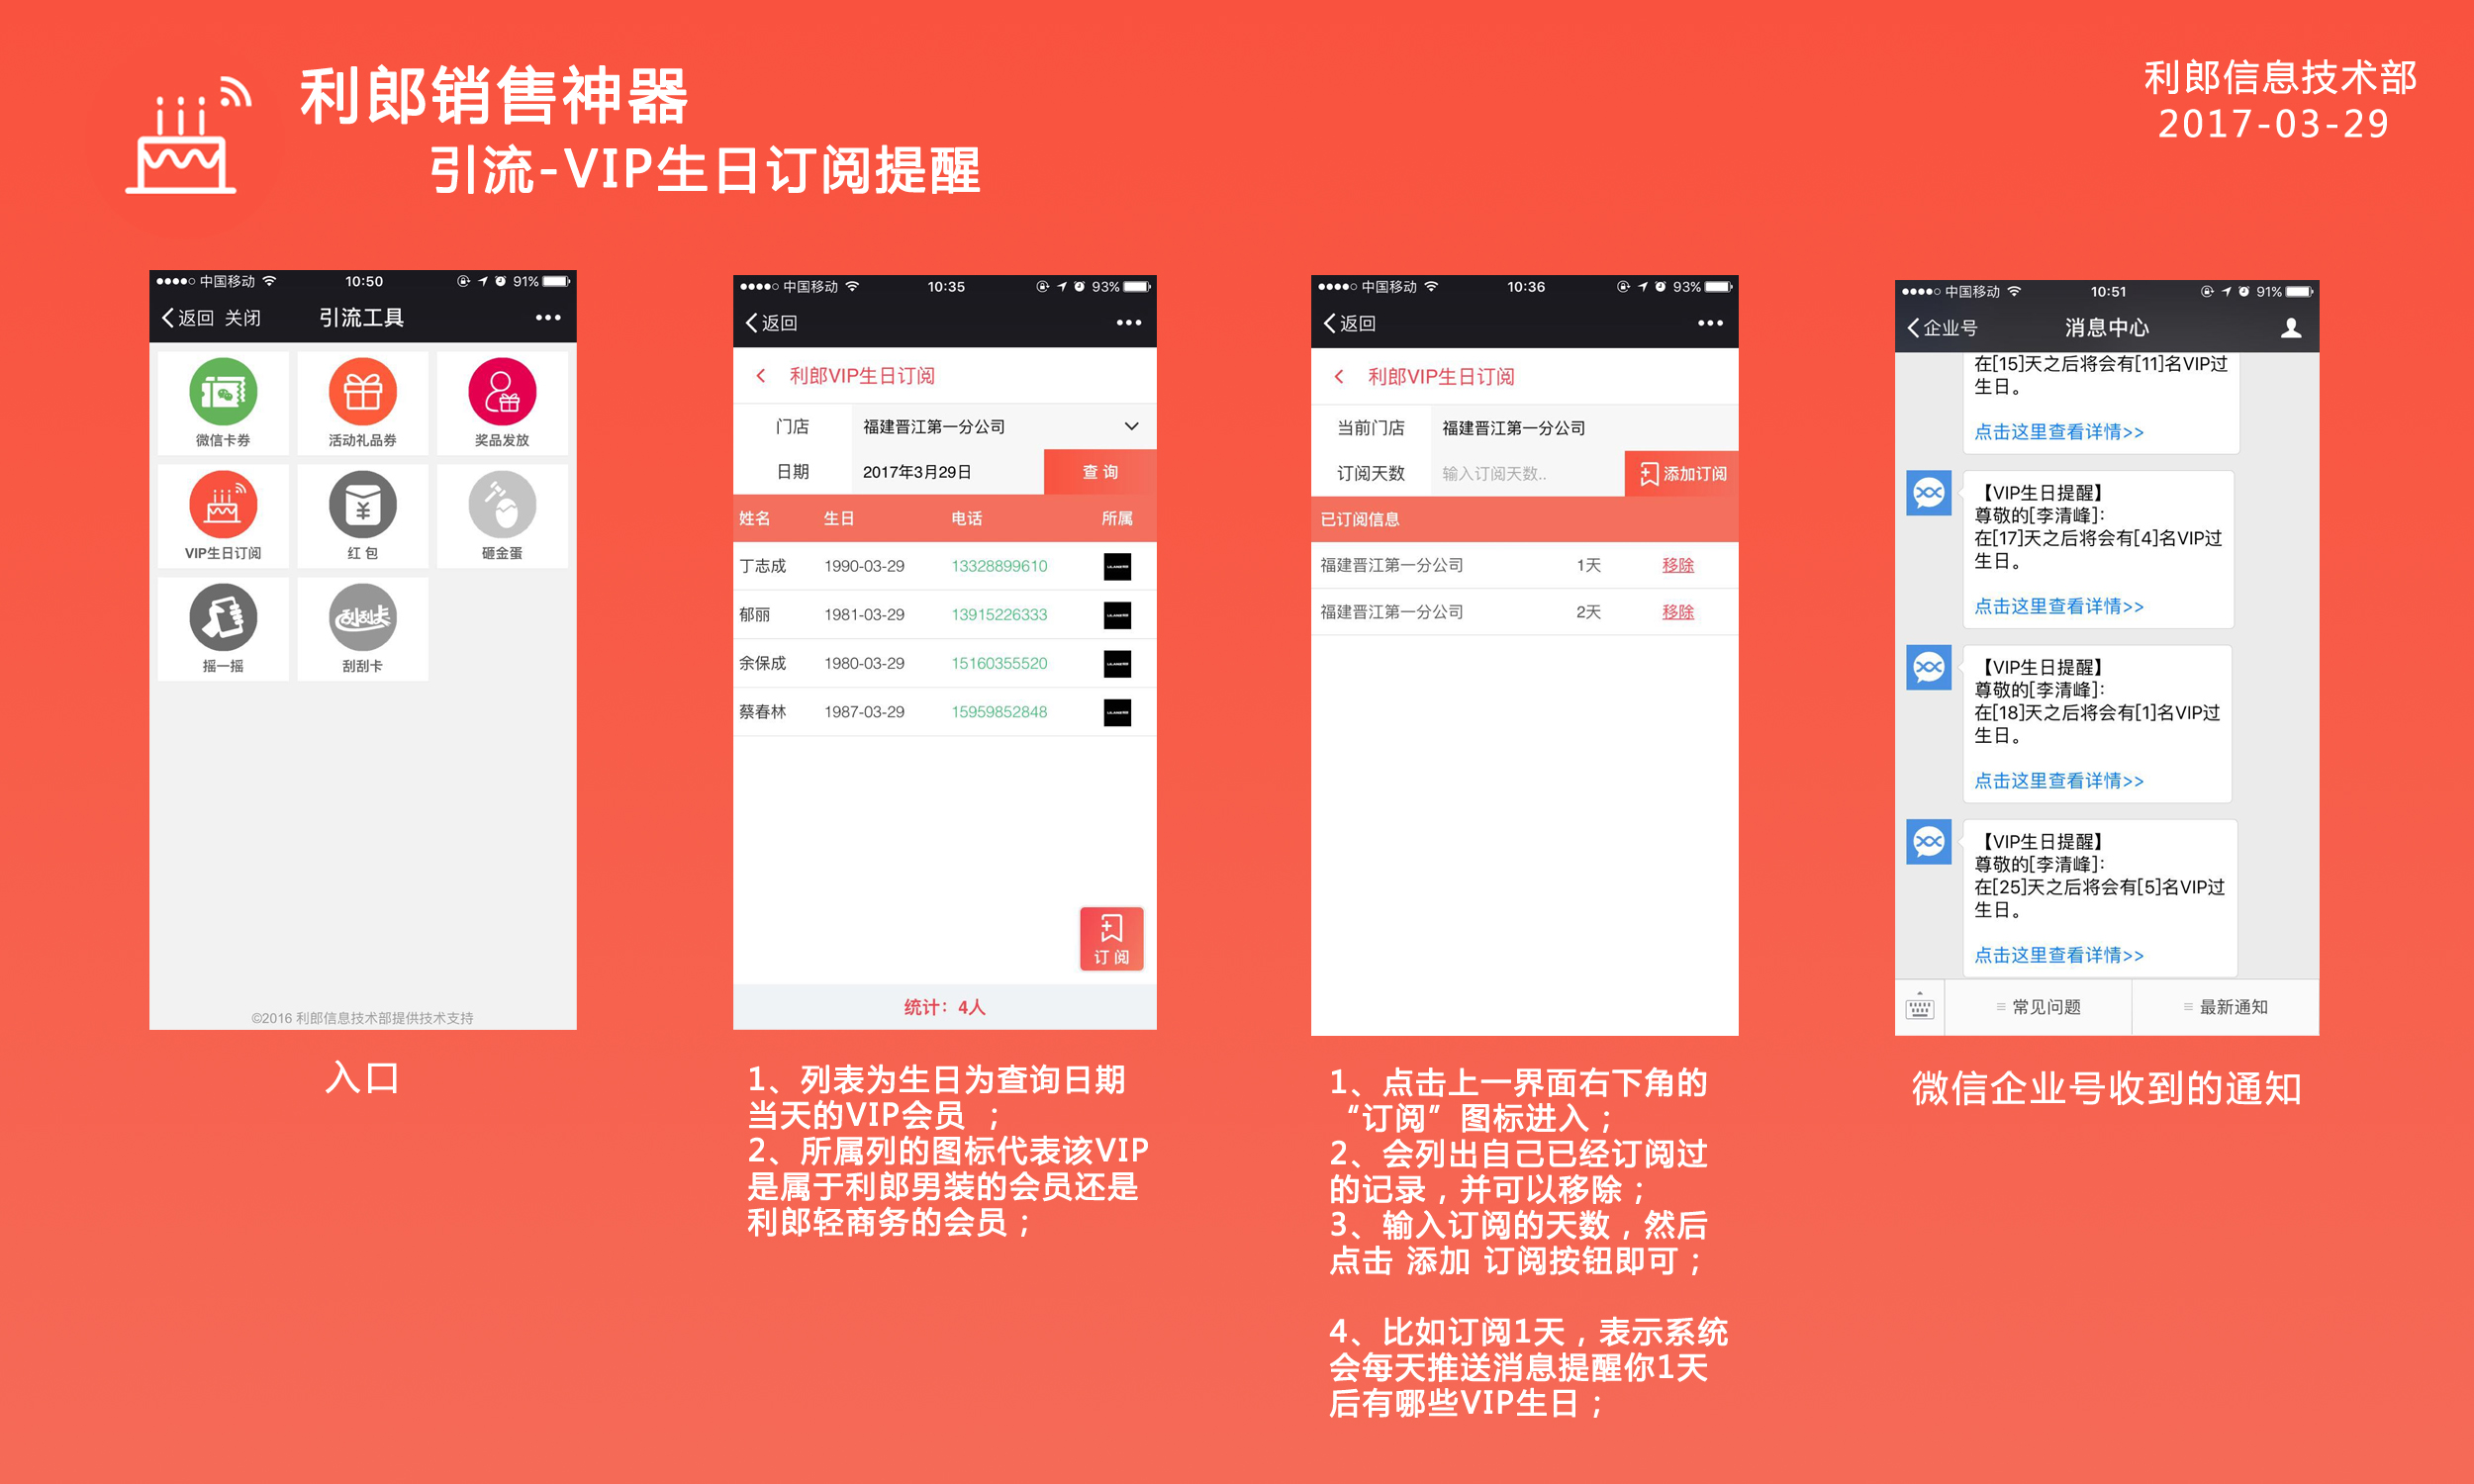 利郎销售神器
引流-VIP生日订阅提醒
利郎信息技术部
2017-03-29
中国移动 10:50 91%
返回 关闭 引流工具
微信卡券 活动礼品券 奖品发放
VIP生日订阅 红 包 砸金蛋
刮刮卡
摇一摇 刮刮卡
©2016 利郎信息技术部提供技术支持
入口
中国移动 10:35 93%
返回
利郎VIP生日订阅
门店 福建晋江第一分公司
日期 2017年3月29日 查 询
姓名 生日 电话 所属
丁志成 1990-03-29 13328899610
郁丽 1981-03-29 13915226333
余保成 1980-03-29 15160355520
蔡春林 1987-03-29 15959852848
订 阅
统计：4人
1、列表为生日为查询日期
当天的VIP会员 ；
2、所属列的图标代表该VIP
是属于利郎男装的会员还是
利郎轻商务的会员；
中国移动 10:36 93%
返回
利郎VIP生日订阅
当前门店 福建晋江第一分公司
订阅天数 输入订阅天数.. 添加订阅
已订阅信息
福建晋江第一分公司 1天 移除
福建晋江第一分公司 2天 移除
1、点击上一界面右下角的
“订阅”图标进入；
2、会列出自己已经订阅过
的记录，并可以移除；
3、输入订阅的天数，然后
点击 添加 订阅按钮即可；
4、比如订阅1天，表示系统
会每天推送消息提醒你1天
后有哪些VIP生日；
中国移动 10:51 91%
企业号 消息中心
在[15]天之后将会有[11]名VIP过
生日。
点击这里查看详情>>
【VIP生日提醒】
尊敬的[李清峰]：
在[17]天之后将会有[4]名VIP过
生日。
点击这里查看详情>>
【VIP生日提醒】
尊敬的[李清峰]：
在[18]天之后将会有[1]名VIP过
生日。
点击这里查看详情>>
【VIP生日提醒】
尊敬的[李清峰]：
在[25]天之后将会有[5]名VIP过
生日。
点击这里查看详情>>
常见问题 最新通知
微信企业号收到的通知